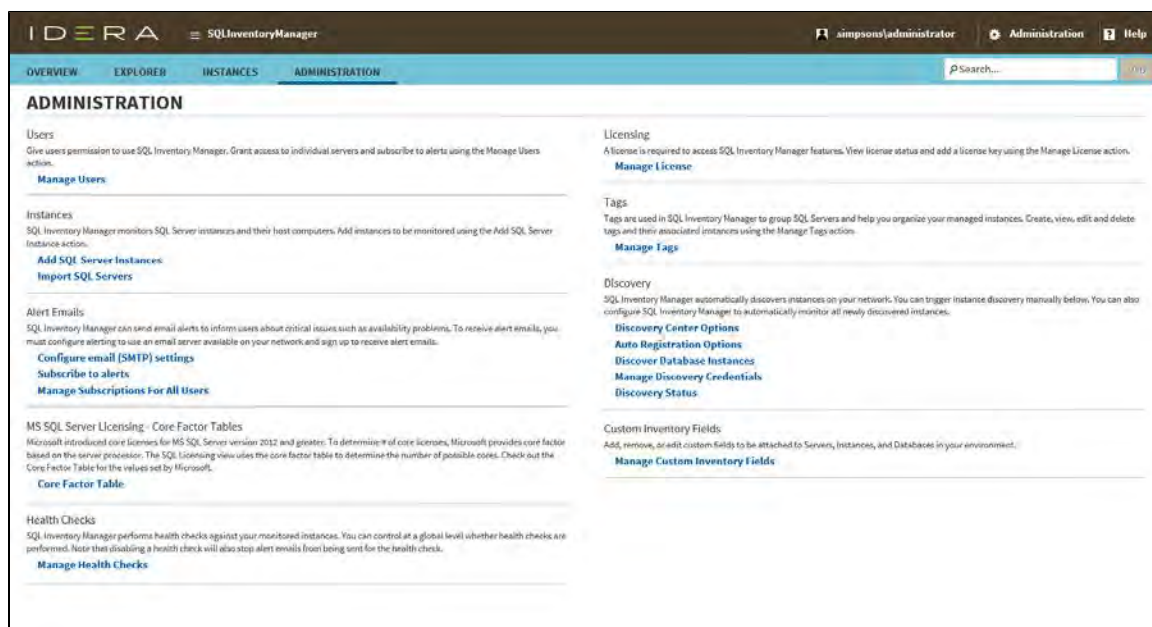 IDERA
SQLInventoryManager
simpsons\administrator
Administration
Help
OVERVIEW EXPLORER INSTANCES ADMINISTRATION
Search...
ADMINISTRATION
Users
Give users permission to use SQL Inventory Manager. Grant access to individual servers and subscribe to alerts using the Manage Users
action.
Manage Users
Instances
SQL Inventory Manager monitors SQL Server instances and their host computers. Add instances to be monitored using the Add SQL Server
Instance action.
Add SQL Server Instances
Import SQL Servers
Alert Emails
SQL Inventory Manager can send email alerts to inform users about critical issues such as availability problems. To receive alert emails, you
must configure alerting to use an email server available on your network and sign up to receive alert emails.
Configure email (SMTP) settings
Subscribe to alerts
Manage Subscriptions For All Users
MS SQL Server Licensing - Core Factor Tables
Microsoft introduced core licenses for MS SQL Server version 2012 and greater. To determine # of core licenses, Microsoft provides core factor
based on the server processor. The SQL Licensing view uses the core factor table to determine the number of possible cores. Check out the
Core Factor Table for the values set by Microsoft.
Core Factor Table
Health Checks
SQL Inventory Manager performs health checks against your monitored instances. You can control at a global level whether health checks are
performed. Note that disabling a health check will also stop alert emails from being sent for the health check.
Manage Health Checks
Licensing
A license is required to access SQL Inventory Manager features. View license status and add a license key using the Manage License action.
Manage License
Tags
Tags are used in SQL Inventory Manager to group SQL Servers and help you organize your managed instances. Create, view, edit and delete
tags and their associated instances using the Manage Tags action.
Manage Tags
Discovery
SQL Inventory Manager automatically discovers instances on your network. You can trigger instance discovery manually below. You can also
configure SQL Inventory Manager to automatically monitor all newly discovered instances.
Discovery Center Options
Auto Registration Options
Discover Database Instances
Manage Discovery Credentials
Discovery Status
Custom Inventory Fields
Add, remove, or edit custom fields to be attached to Servers, Instances, and Databases in your environment.
Manage Custom Inventory Fields